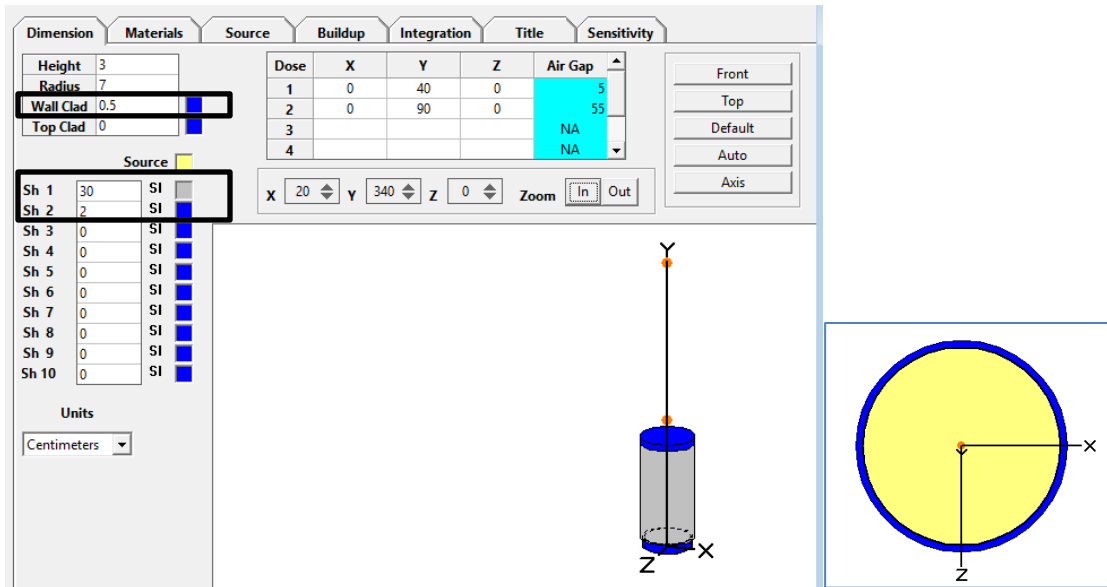 Dimension Materials Source Buildup Integration Title Sensitivity
Height 3
Radius 7
Wall Clad 0.5
Top Clad 0
Source
Sh 1 30 SI
Sh 2 2 SI
Sh 3 0 SI
Sh 4 0 SI
Sh 5 0 SI
Sh 6 0 SI
Sh 7 0 SI
Sh 8 0 SI
Sh 9 0 SI
Sh 10 0 SI
Units
Centimeters
Dose X Y Z Air Gap
1 0 40 0 5
2 0 90 0 55
3 NA
4 NA
X 20 Y 340 Z 0 Zoom In Out
Front
Top
Default
Auto
Axis
Y
X
Z
X
Y
Z